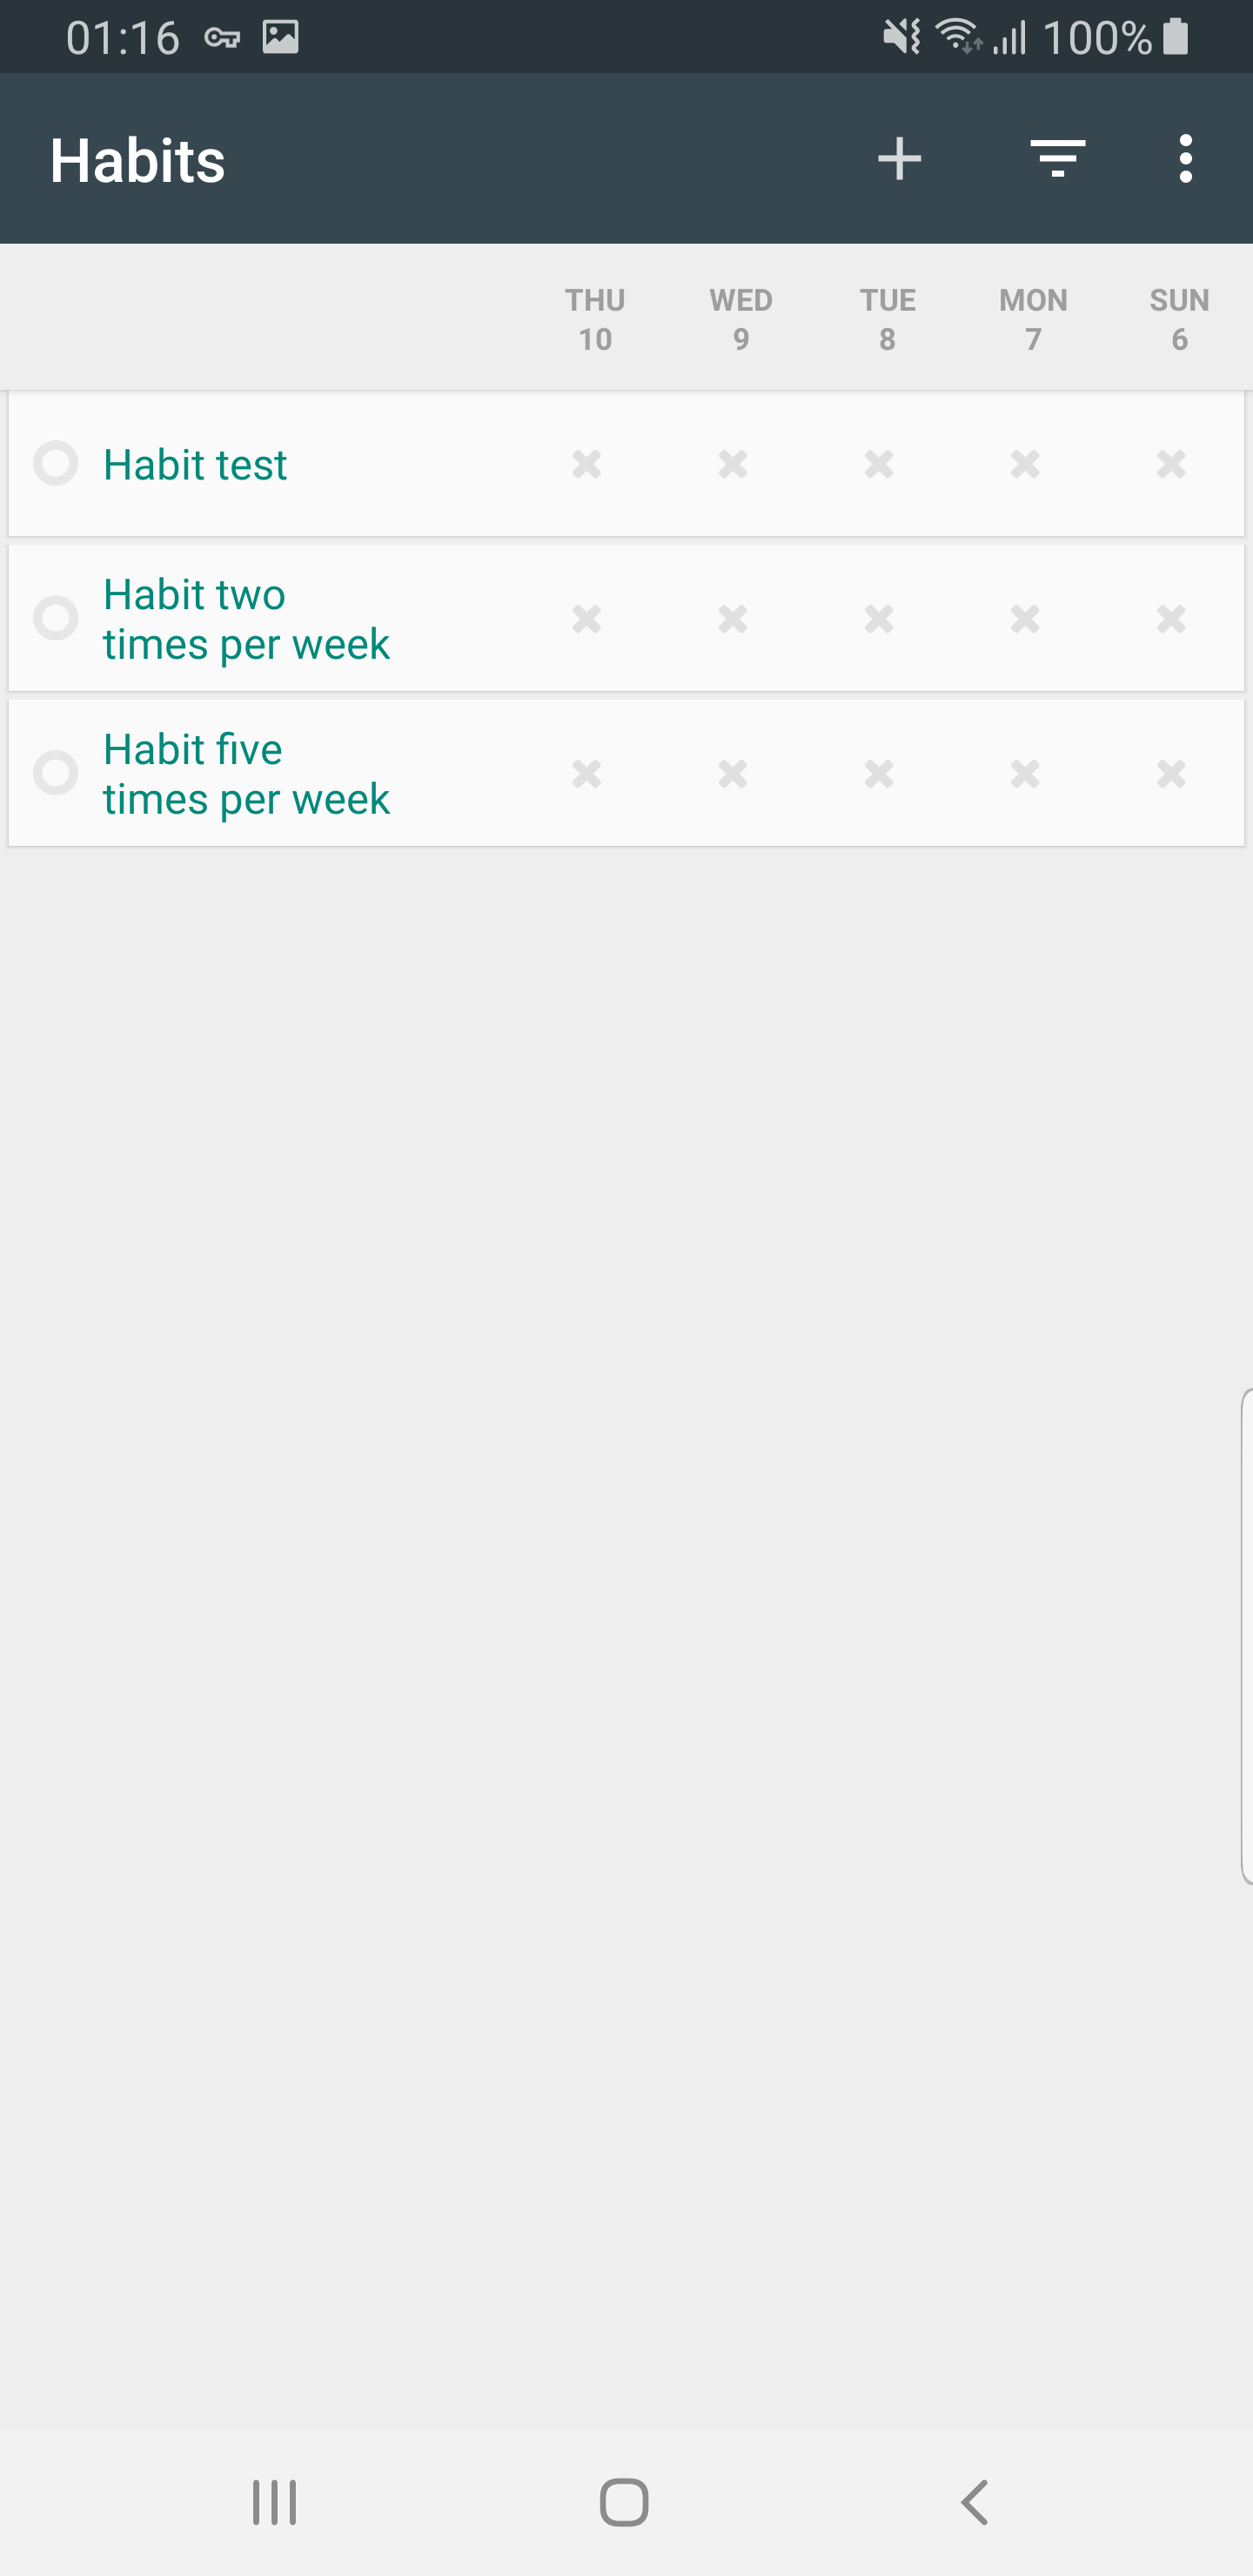 01:16 100%
Habits
THU WED TUE MON SUN
10 9 8 7 6
Habit test
Habit two
times per week
Habit five
times per week